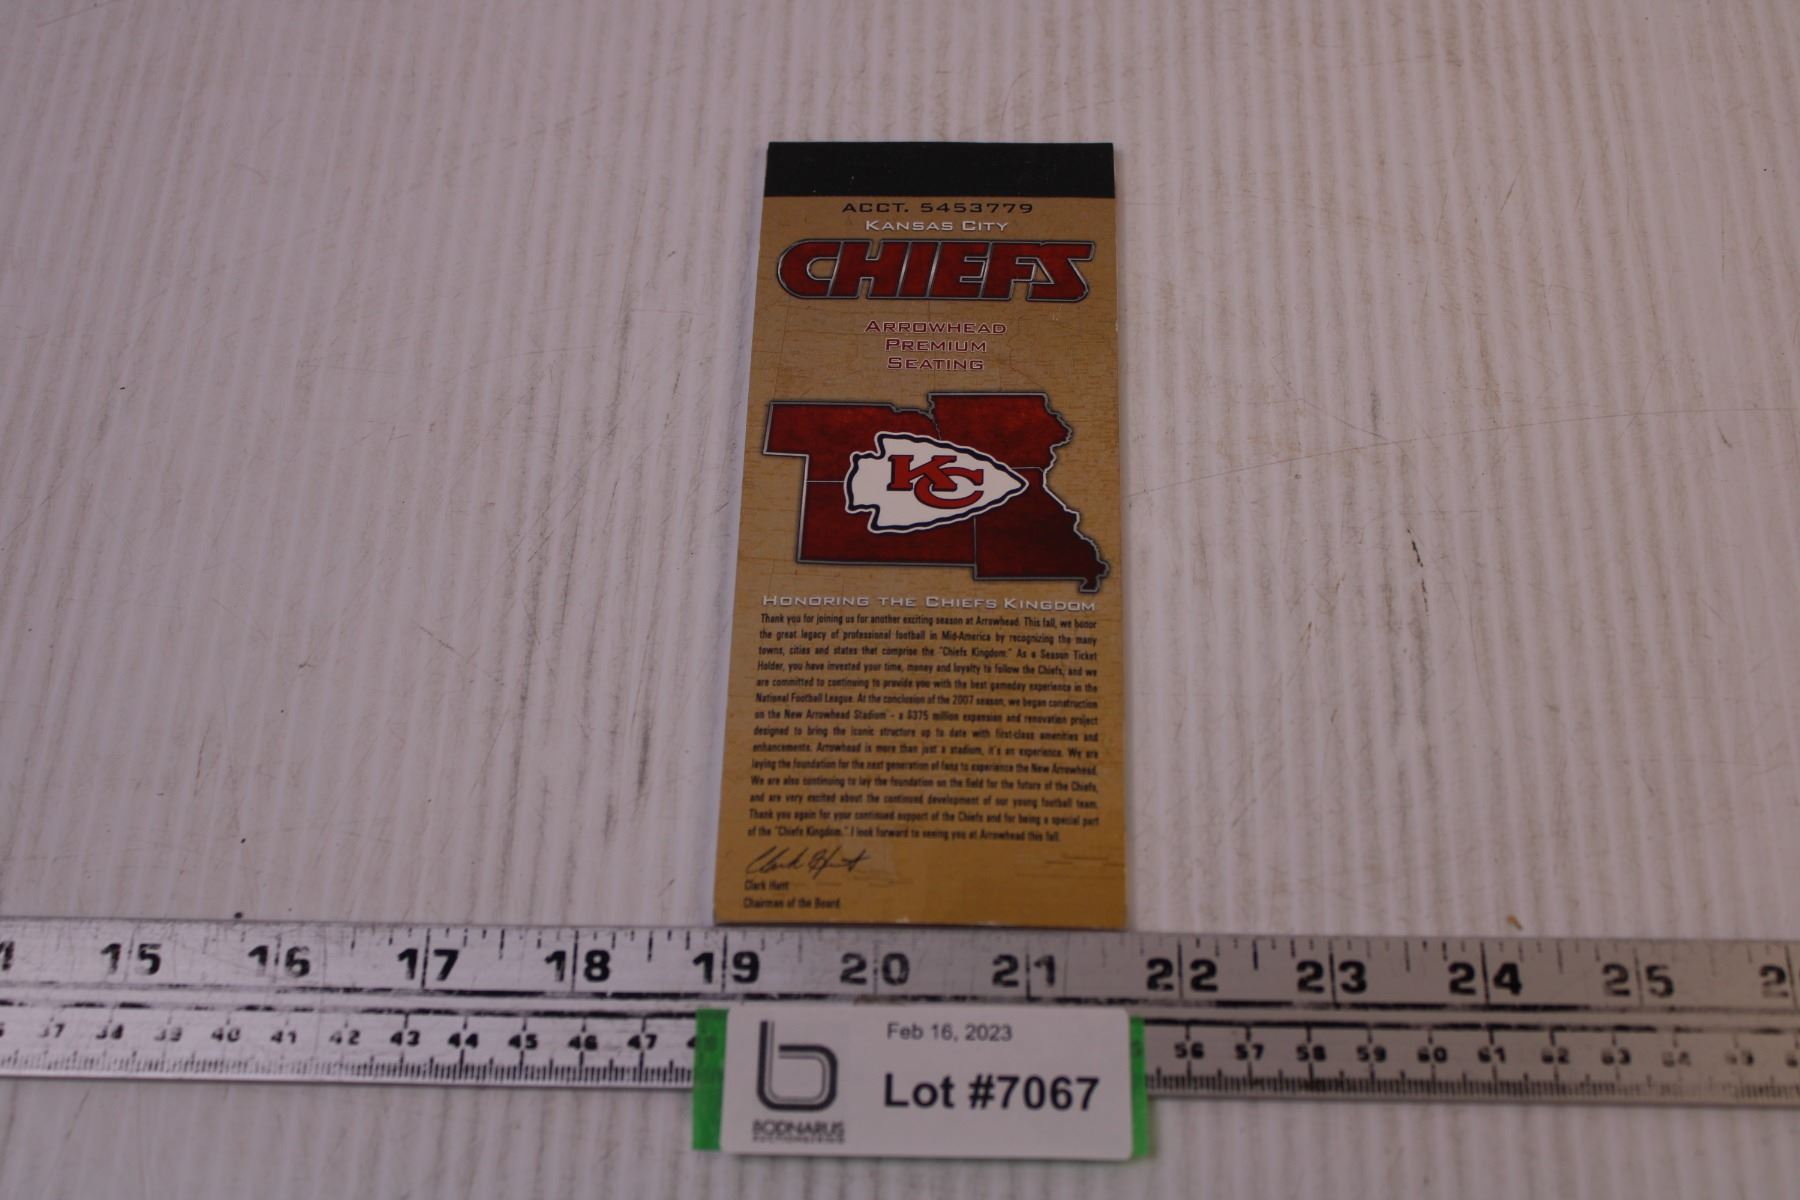 ACCT. 5453779
KANSAS CITY
CHIEFS
ARROWHEAD
PREMIUM
SEATING
KC
HONORING THE CHIEFS KINGDOM
Thank you for joining us for another exciting season at Arrowhead. This fall, we honor
the great legacy of professional football in Mid-America by recognizing the many
towns, cities and states that comprise the "Chiefs Kingdom." As a Season Ticket
Holder, you have invested your time, money and loyalty to follow the Chiefs, and we
are committed to continuing to provide you with the best gameday experience in the
National Football League. At the conclusion of the 2007 season, we began construction
on the New Arrowhead Stadium - a $375 million expansion and renovation project
designed to bring the iconic structure up to date with first-class amenities and
enhancements. Arrowhead is more than just a stadium, it's an experience. We are
laying the foundation for the next generation of fans to experience the New Arrowhead.
We are also continuing to lay the foundation on the field for the future of the Chiefs,
and are very excited about the continued development of our young football team.
Thank you again for your continued support of the Chiefs and for being a special part
of the "Chiefs Kingdom." I look forward to seeing you at Arrowhead this fall.
Clark Hunt
Clark Hunt
Chairman of the Board
15 16 17 18 19 20 21 22 23 24 25
37 38 39 40 41 42 43 44 45 46 47 56 57 58 59 60 61 62 63 64
Feb 16, 2023
Lot #7067
BODNARUS
AUCTIONEERING